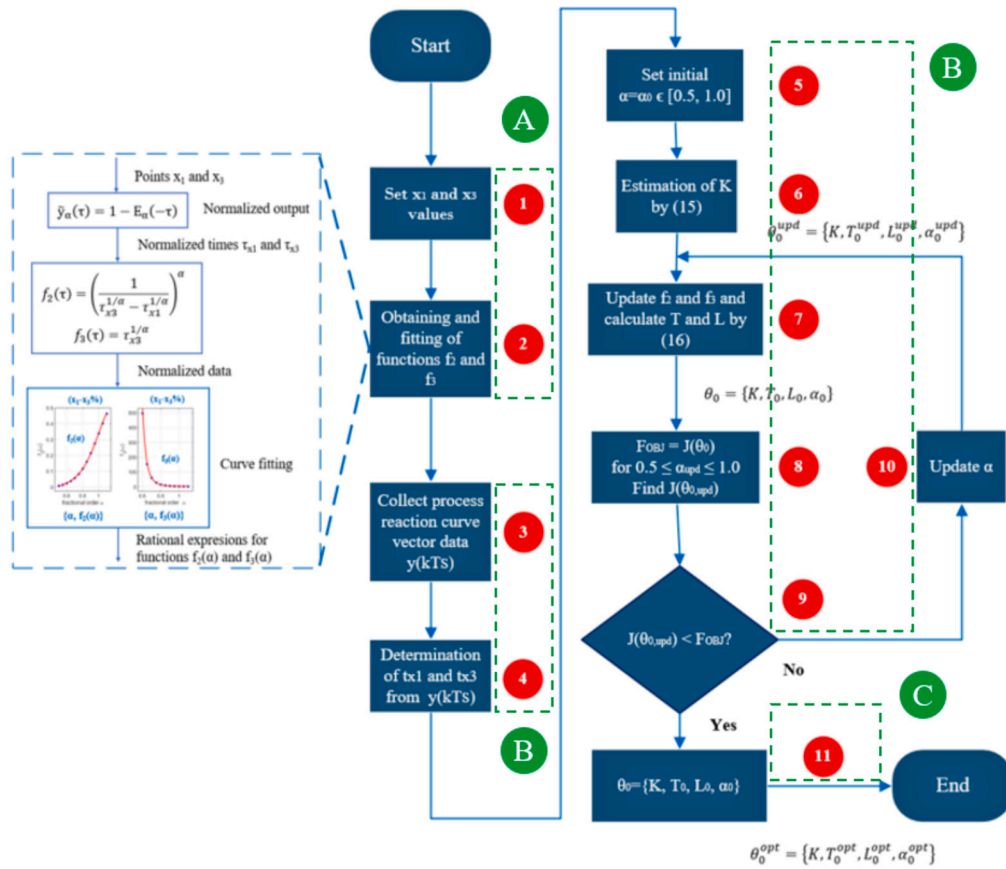 Start
A
Set x1 and x3
values
1
Obtaining and
fitting of
functions f2 and
f3
2
Points x1 and x3
ỹα(τ) = 1 − Eα(−τ)
Normalized output
Normalized times τx1 and τx3
f2(τ) = (1 / (τx3^1/α − τx1^1/α))^α
f3(τ) = τx3^1/α
Normalized data
(x1-x3%)
(x1-x3%)
f2(α)
f3(α)
fractional order
fractional order
{α, f2(α)}
{α, f3(α)}
Curve fitting
Rational expresions for
functions f2(α) and f3(α)
Collect process
reaction curve
vector data
y(kTs)
3
Determination
of tx1 and tx3
from y(kTs)
4
B
Set initial
α=α0 ϵ [0.5, 1.0]
5
B
Estimation of K
by (15)
6
θ0^upd = {K, T0^upd, L0^upd, α0^upd}
Update f2 and f3 and
calculate T and L by
(16)
7
θ0 = {K, T0, L0, α0}
FOBJ = J(θ0)
for 0.5 ≤ αupd ≤ 1.0
Find J(θ0,upd)
8
10
Update α
9
J(θ0,upd) < FOBJ?
No
Yes
C
11
θ0={K, T0, L0, α0}
End
θ0^opt = {K, T0^opt, L0^opt, α0^opt}